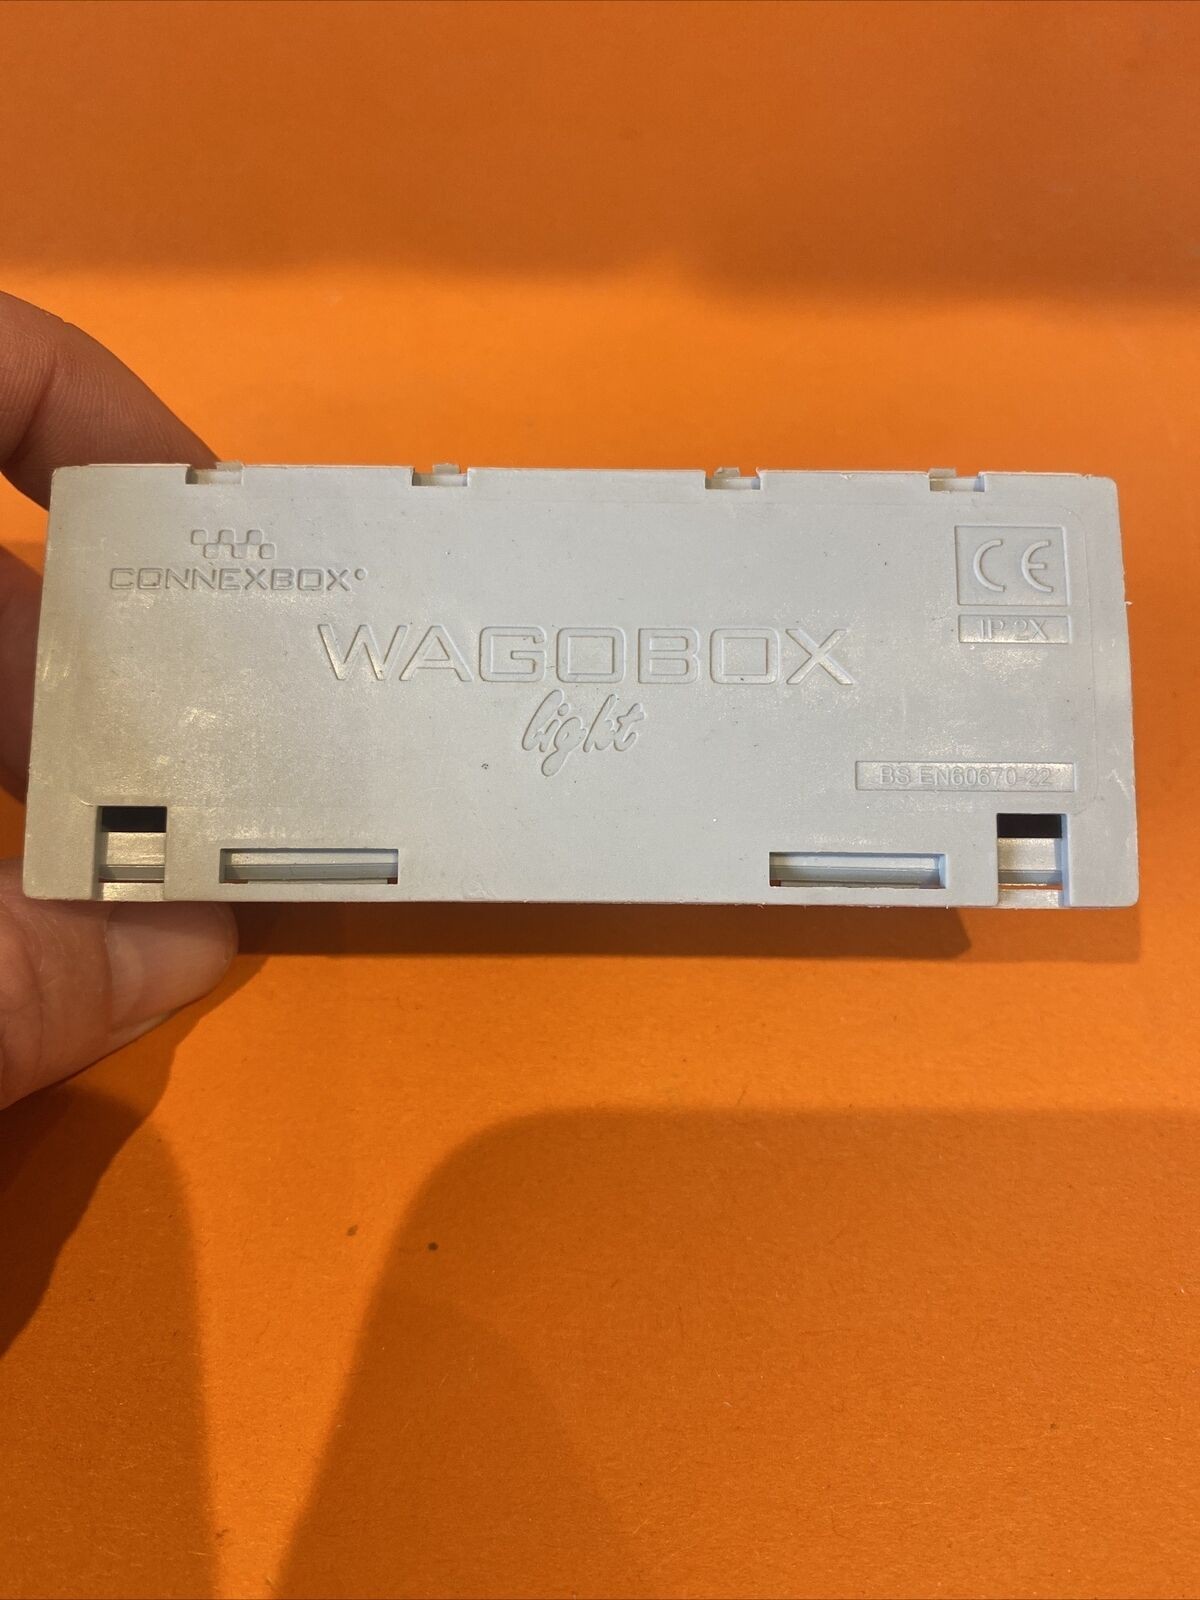 CONNEXBOX®
WAGOBOX
light
CE
IP 2X
BS EN60670-22